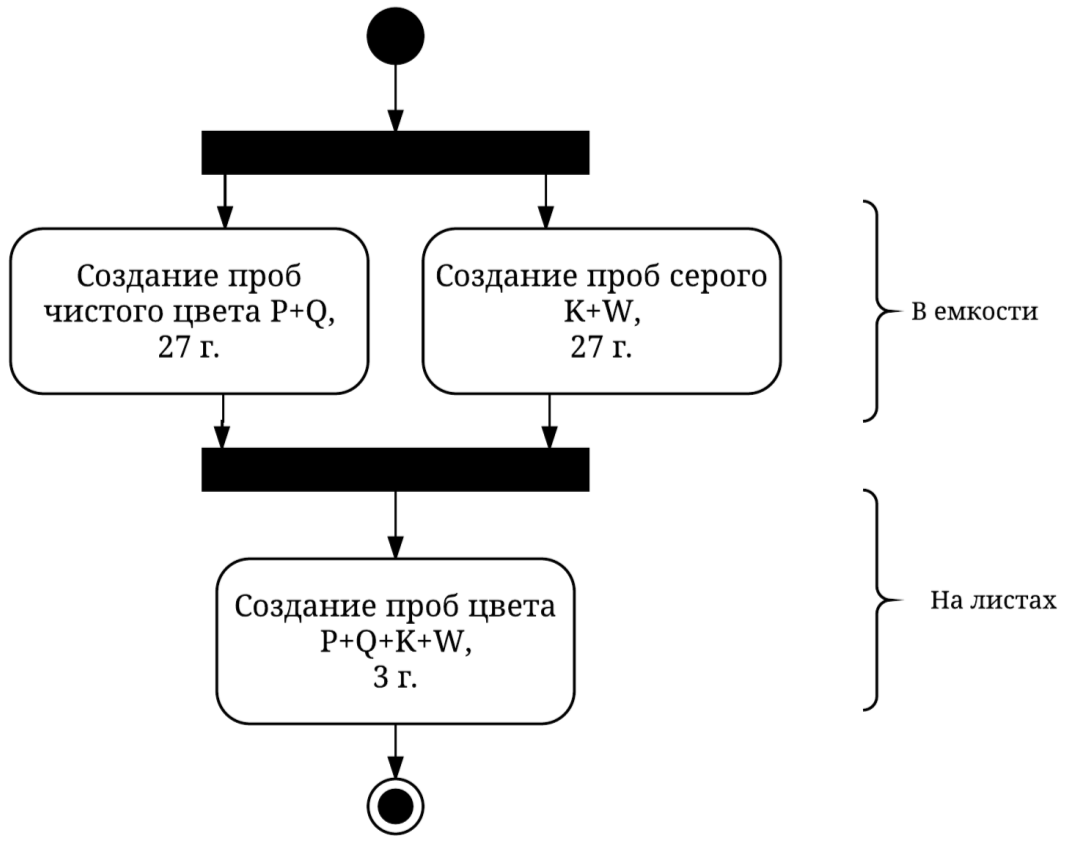 Создание проб
чистого цвета P+Q,
27 г.
Создание проб серого
K+W,
27 г.
В емкости
Создание проб цвета
P+Q+K+W,
3 г.
На листах